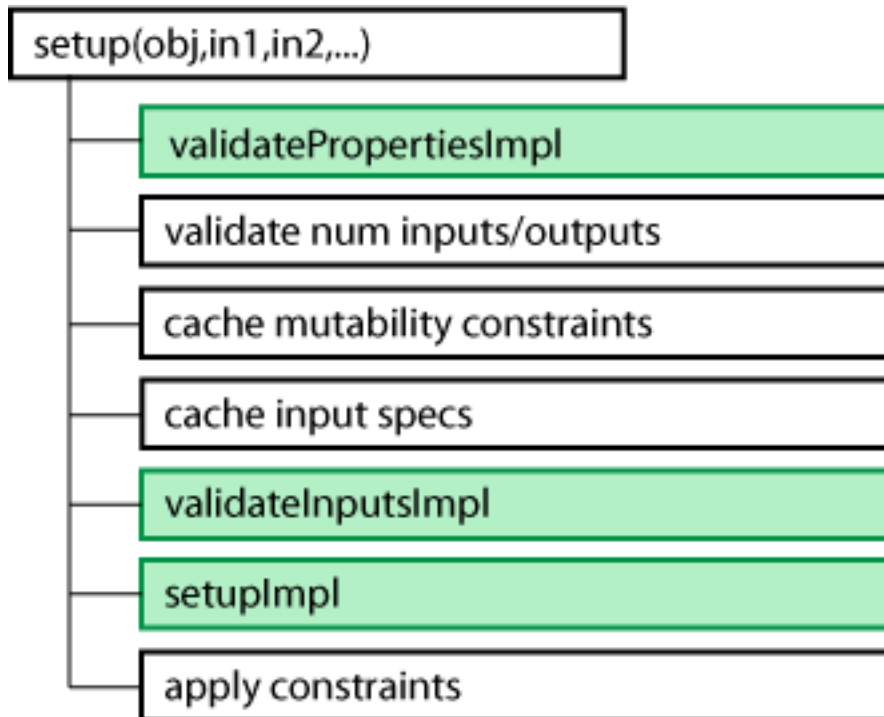 setup(obj,in1,in2,...)
validatePropertiesImpl
validate num inputs/outputs
cache mutability constraints
cache input specs
validateInputsImpl
setupImpl
apply constraints